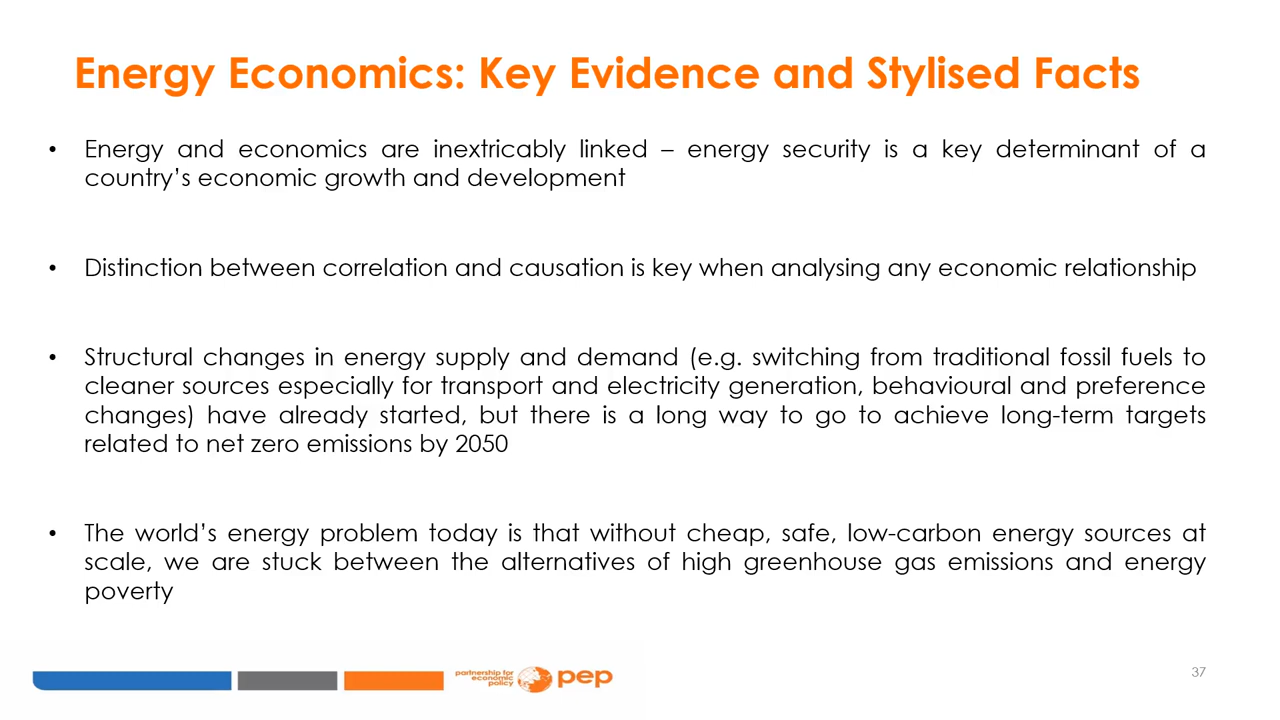 Energy Economics: Key Evidence and Stylised Facts
• Energy and economics are inextricably linked – energy security is a key determinant of a
country’s economic growth and development
• Distinction between correlation and causation is key when analysing any economic relationship
• Structural changes in energy supply and demand (e.g. switching from traditional fossil fuels to
cleaner sources especially for transport and electricity generation, behavioural and preference
changes) have already started, but there is a long way to go to achieve long-term targets
related to net zero emissions by 2050
• The world’s energy problem today is that without cheap, safe, low-carbon energy sources at
scale, we are stuck between the alternatives of high greenhouse gas emissions and energy
poverty
partnership for
economic
policy
pep
37